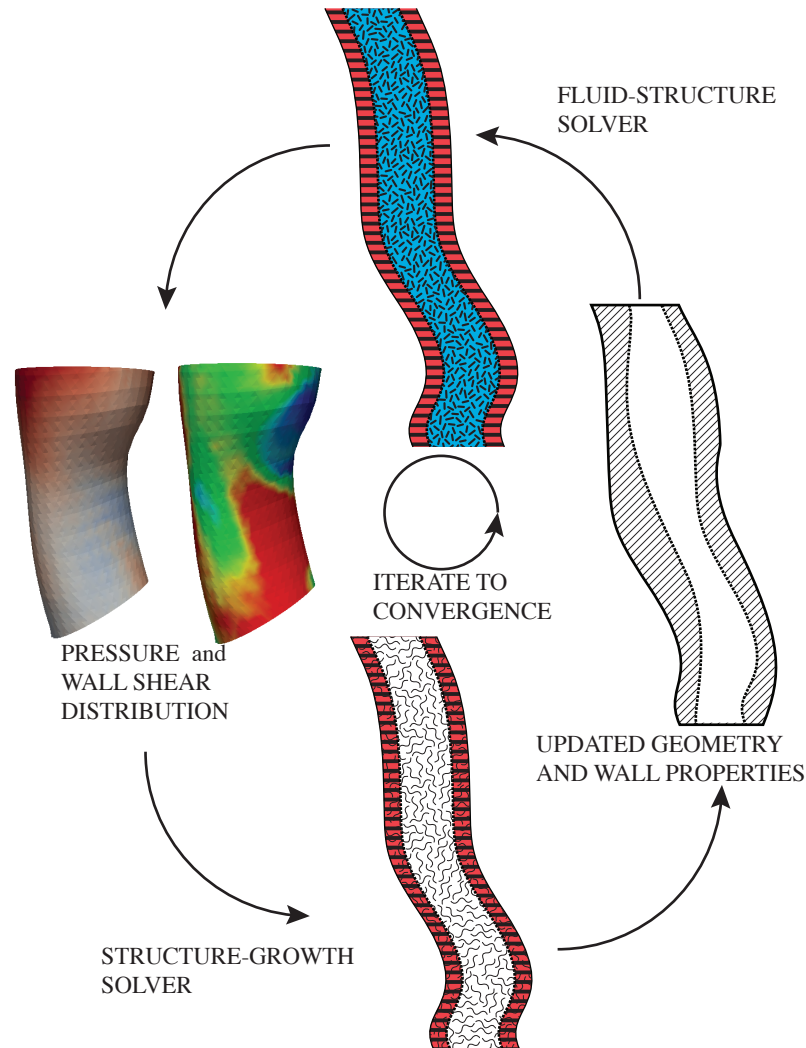 FLUID-STRUCTURE
SOLVER
ITERATE TO
CONVERGENCE
PRESSURE and
WALL SHEAR
DISTRIBUTION
UPDATED GEOMETRY
AND WALL PROPERTIES
STRUCTURE-GROWTH
SOLVER